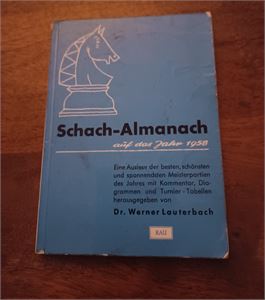 Schach-Almanach
auf das Jahr 1958
Eine Auslese der besten, schönsten
und spannendsten Meisterpartien
des Jahres mit Kommentar, Dia-
grammen und Turnier-Tabellen
herausgegeben von
Dr. Werner Lauterbach
RAU